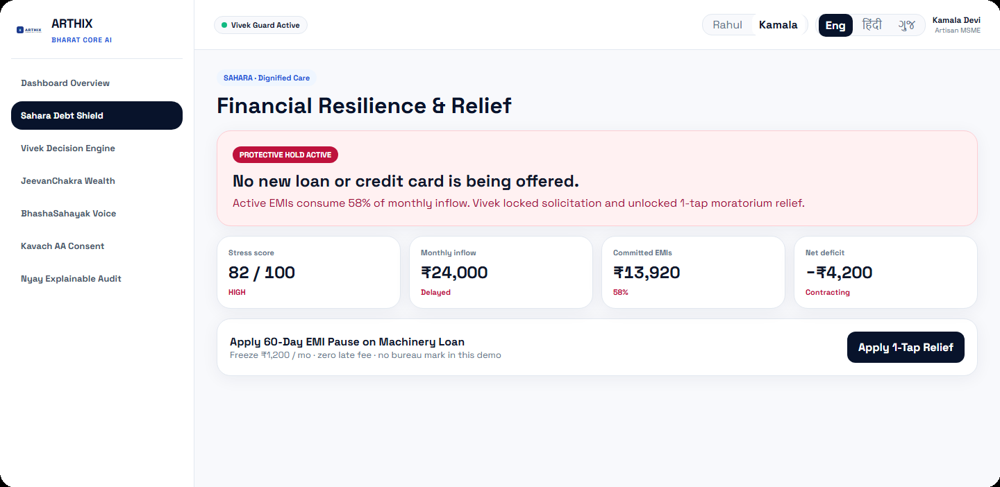 ARTHIX
ARTHIX
BHARAT CORE AI
Dashboard Overview
Sahara Debt Shield
Vivek Decision Engine
JeevanChakra Wealth
BhashaSahayak Voice
Kavach AA Consent
Nyay Explainable Audit
Vivek Guard Active
Rahul Kamala
Eng हिंदी ગુજ
Kamala Devi
Artisan MSME
SAHARA · Dignified Care
Financial Resilience & Relief
PROTECTIVE HOLD ACTIVE
No new loan or credit card is being offered.
Active EMIs consume 58% of monthly inflow. Vivek locked solicitation and unlocked 1-tap moratorium relief.
Stress score
82 / 100
HIGH
Monthly inflow
₹24,000
Delayed
Committed EMIs
₹13,920
58%
Net deficit
−₹4,200
Contracting
Apply 60-Day EMI Pause on Machinery Loan
Freeze ₹1,200 / mo · zero late fee · no bureau mark in this demo
Apply 1-Tap Relief